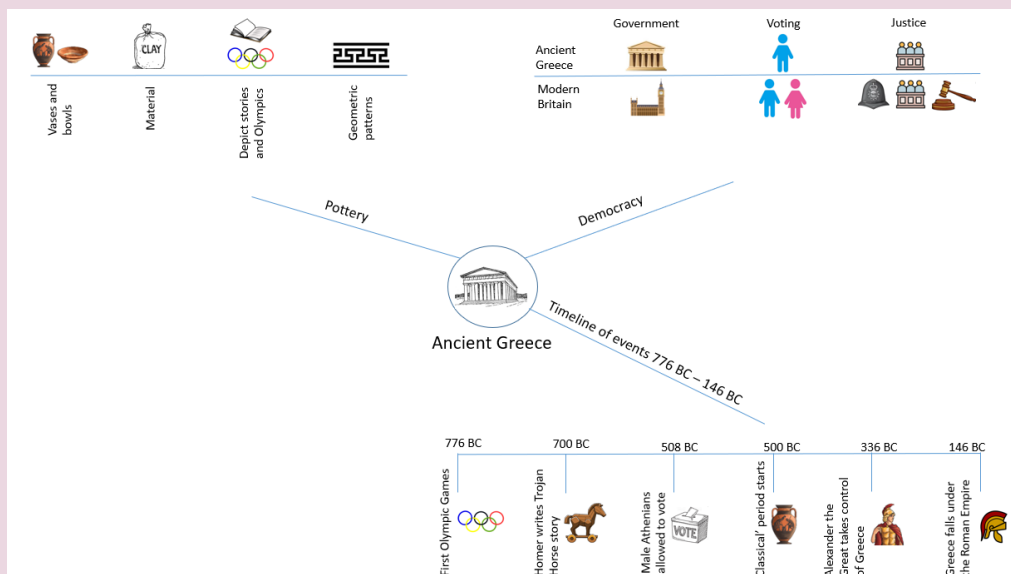 Government
Voting
Justice
Ancient
Greece
Modern
Britain
CLAY
Vases and
bowls
Material
Depict stories
and Olympics
Geometric
patterns
Pottery
Democracy
Ancient Greece
Timeline of events 776 BC – 146 BC
776 BC
700 BC
508 BC
500 BC
336 BC
146 BC
First Olympic Games
Homer writes Trojan
Horse story
Male Athenians
allowed to vote
VOTE
Classical' period starts
Alexander the
Great takes control
of Greece
Greece falls under
the Roman Empire